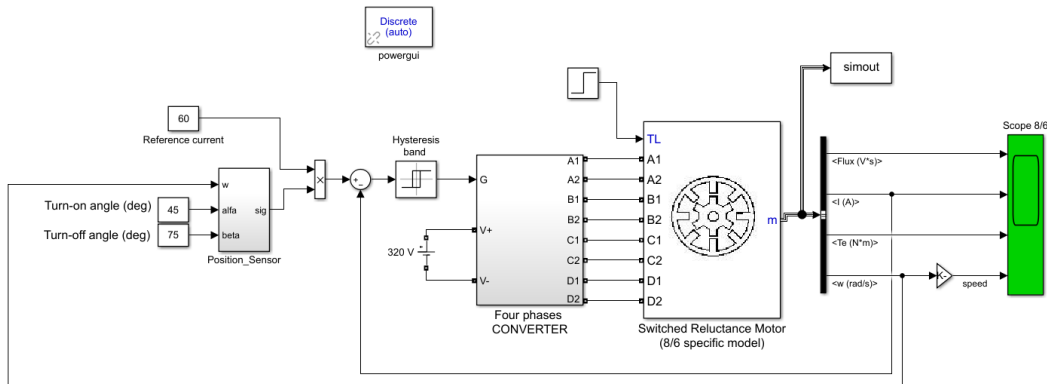 Discrete
(auto)
powergui
simout
60
Reference current
Hysteresis
band
Scope 8/6
TL
A1
A2
B1
B2
C1
C2
D1
D2
G
V+
V-
A1
A2
B1
B2
C1
C2
D1
D2
m
<Flux (V*s)>
<I (A)>
<Te (N*m)>
<w (rad/s)>
K-
speed
×
+
−
w
alfa
beta
sig
Turn-on angle (deg)
45
Turn-off angle (deg)
75
Position_Sensor
320 V
+
Four phases
CONVERTER
Switched Reluctance Motor
(8/6 specific model)